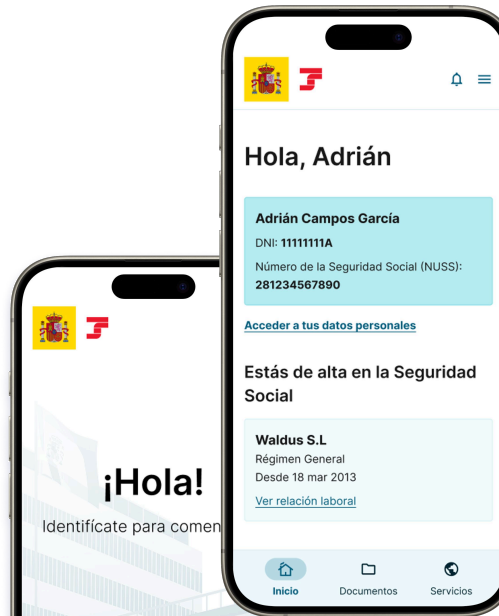 Hola, Adrián
Adrián Campos García
DNI: 11111111A
Número de la Seguridad Social (NUSS):
281234567890
Acceder a tus datos personales
Estás de alta en la Seguridad
Social
Waldus S.L
Régimen General
Desde 18 mar 2013
Ver relación laboral
Inicio
Documentos
Servicios
¡Hola!
Identifícate para comen